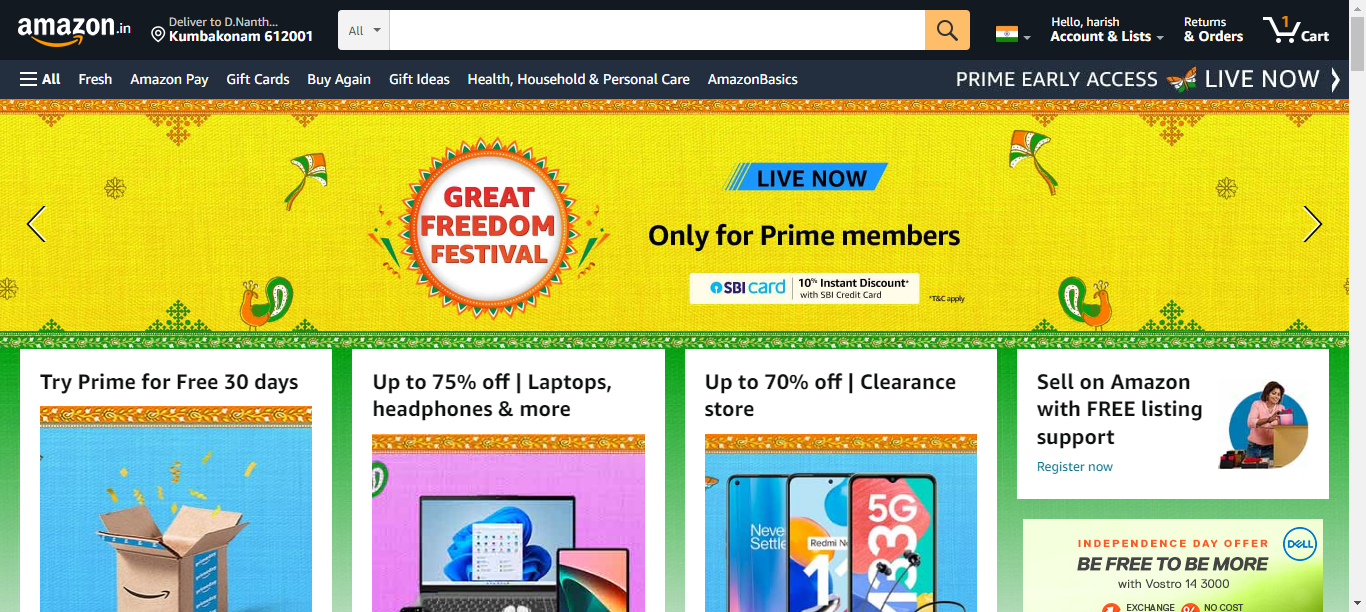 amazon.in
Deliver to D.Nanth...
Kumbakonam 612001
All
Hello, harish
Account & Lists
Returns
& Orders
1
Cart
All
Fresh
Amazon Pay
Gift Cards
Buy Again
Gift Ideas
Health, Household & Personal Care
AmazonBasics
PRIME EARLY ACCESS LIVE NOW
GREAT
FREEDOM
FESTIVAL
LIVE NOW
Only for Prime members
SBI card
10% Instant Discount*
with SBI Credit Card
*T&C apply
Try Prime for Free 30 days
Up to 75% off | Laptops,
headphones & more
Up to 70% off | Clearance
store
5G
Redmi
Sell on Amazon
with FREE listing
support
Register now
INDEPENDENCE DAY OFFER
DELL
BE FREE TO BE MORE
with Vostro 14 3000
EXCHANGE
NO COST